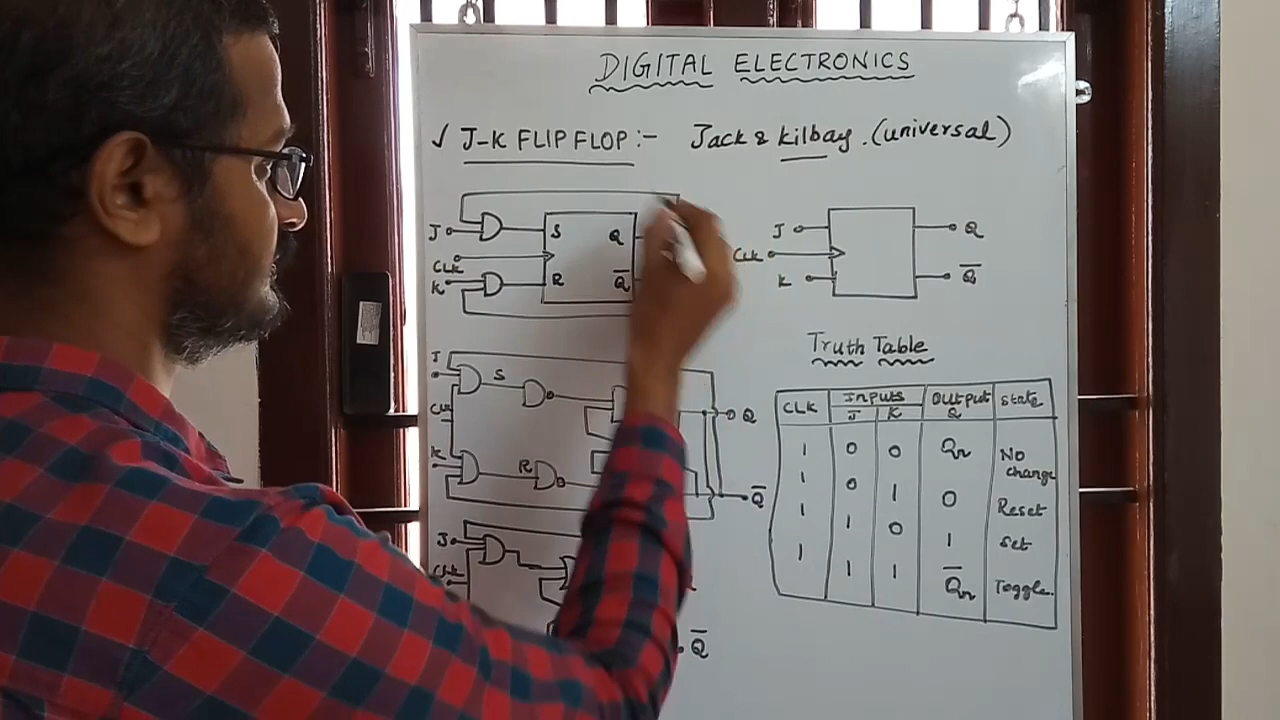 DIGITAL ELECTRONICS
✓ J-K FLIP FLOP :- Jack & Kilbay. (universal)
J
CLK
K
S Q
R Q̅
J
CLK
K
Q
Q̅
J
K
S
R
Q
Q̅
J
CLK
Q̅
Truth Table
CLK Inputs Output State
J K Q
1 0 0 Qn No change
1 0 1 0 Reset
1 1 0 1 Set
1 1 1 Q̅n Toggle.